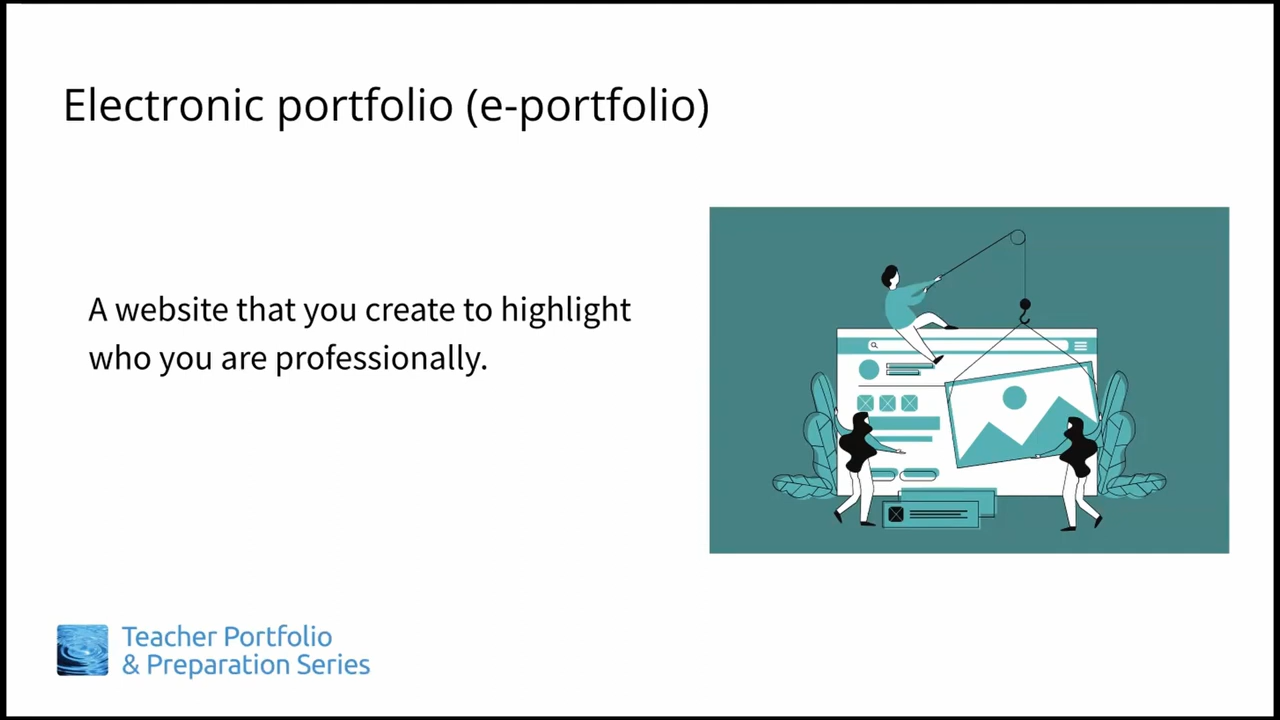 Electronic portfolio (e-portfolio)
A website that you create to highlight
who you are professionally.
Teacher Portfolio
& Preparation Series